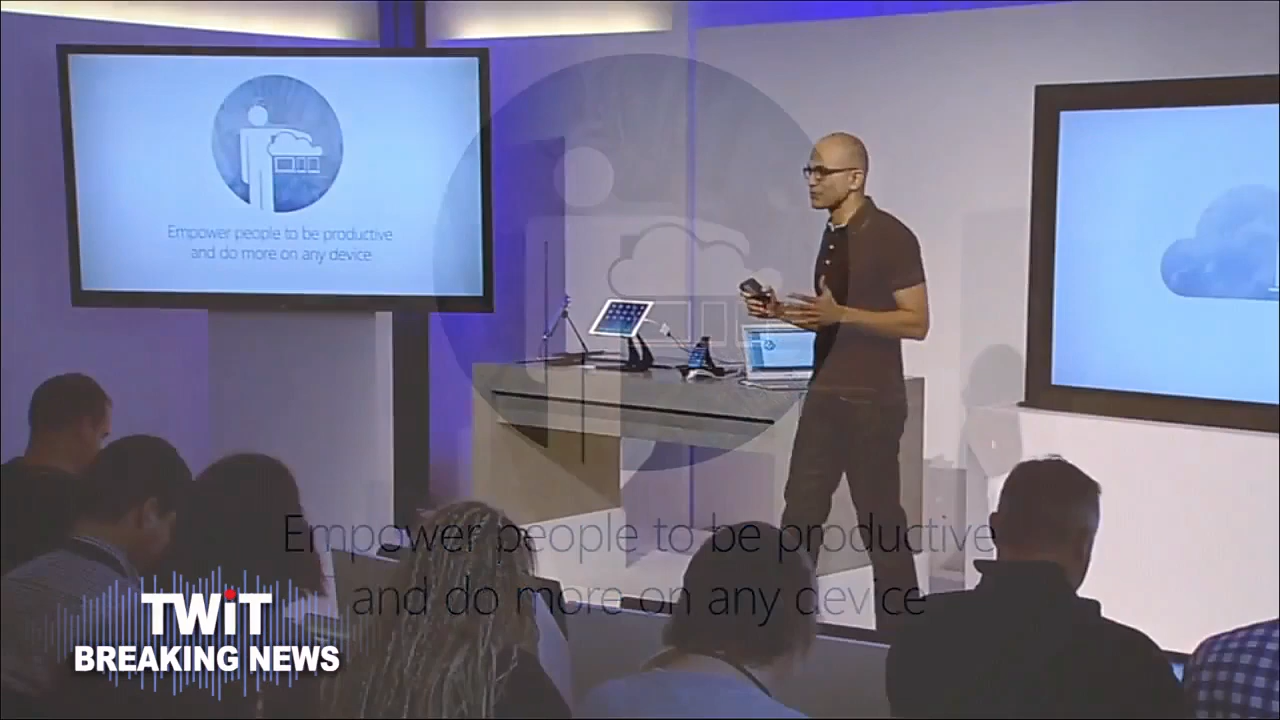 Empower people to be productive
and do more on any device
Empower people to be productive
and do more on any device
TWiT
BREAKING NEWS